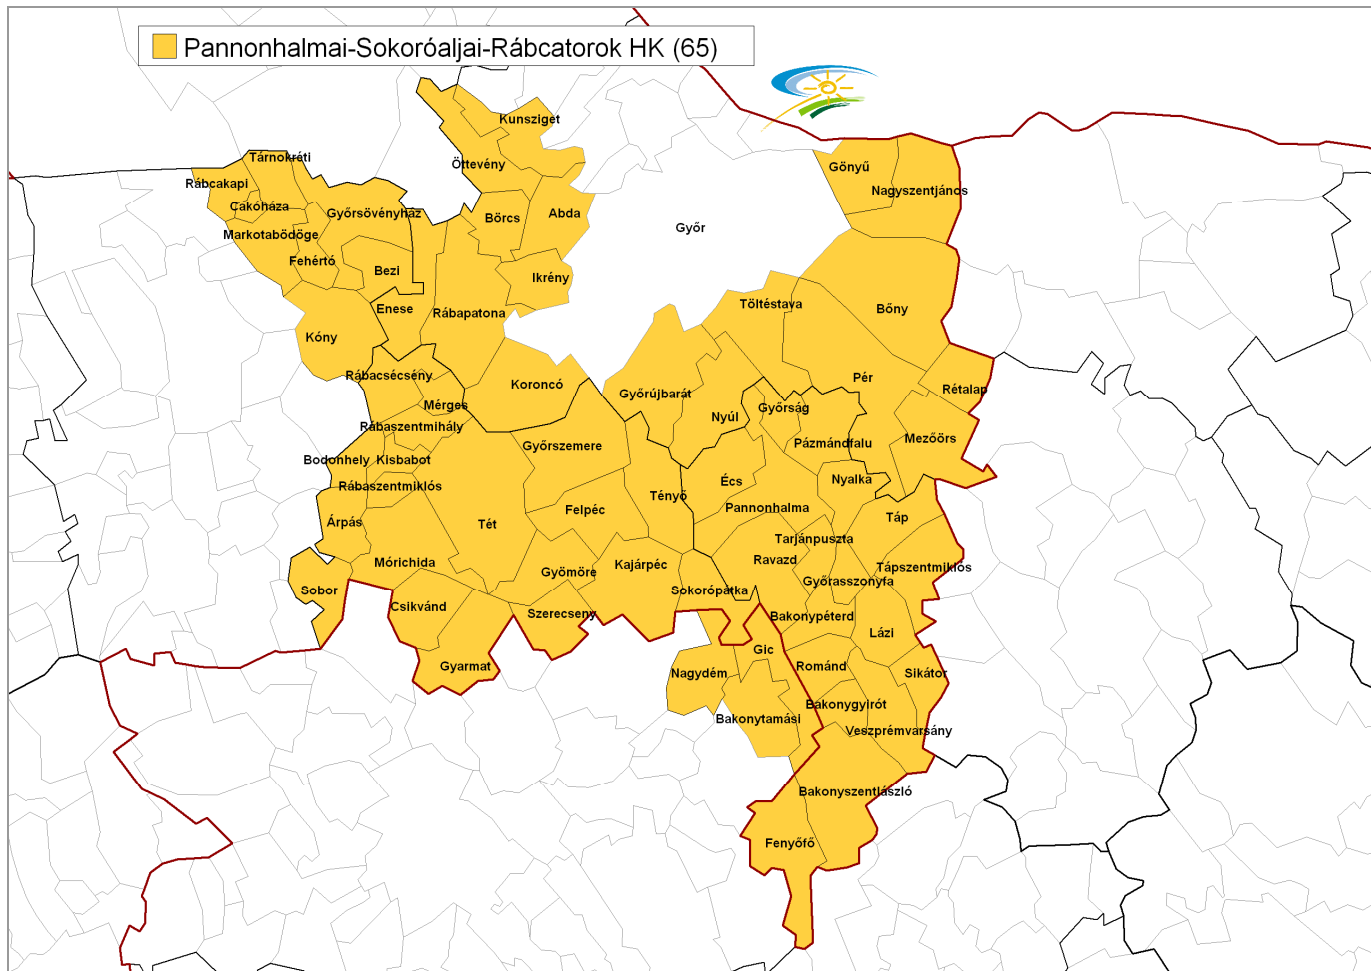 Pannonhalmai-Sokoróaljai-Rábcatorok HK (65)
Kunsziget
Tárnokréti
Öttevény
Gönyű
Rábcakapi
Nagyszentjános
Cakóháza
Győrsövényház
Börcs
Abda
Győr
Markotabödöge
Fehértó
Bezi
Ikrény
Enese
Rábapatona
Töltéstava
Bőny
Kóny
Rábacsécsény
Koroncó
Győrújbarát
Pér
Rétalap
Mérges
Nyúl
Győrság
Rábaszentmihály
Győrszemere
Pázmándfalu
Mezőörs
Bodonhely
Kisbabot
Rábaszentmiklós
Écs
Nyalka
Tényő
Árpás
Tét
Felpéc
Pannonhalma
Táp
Tarjánpuszta
Mórichida
Gyömöre
Kajárpéc
Ravazd
Tápszentmiklós
Sobor
Sokorópátka
Győrasszonyfa
Csikvánd
Szerecseny
Bakonypéterd
Lázi
Gyarmat
Gic
Nagydém
Románd
Sikátor
Bakonygyirót
Bakonytamási
Veszprémvarsány
Bakonyszentlászló
Fenyőfő